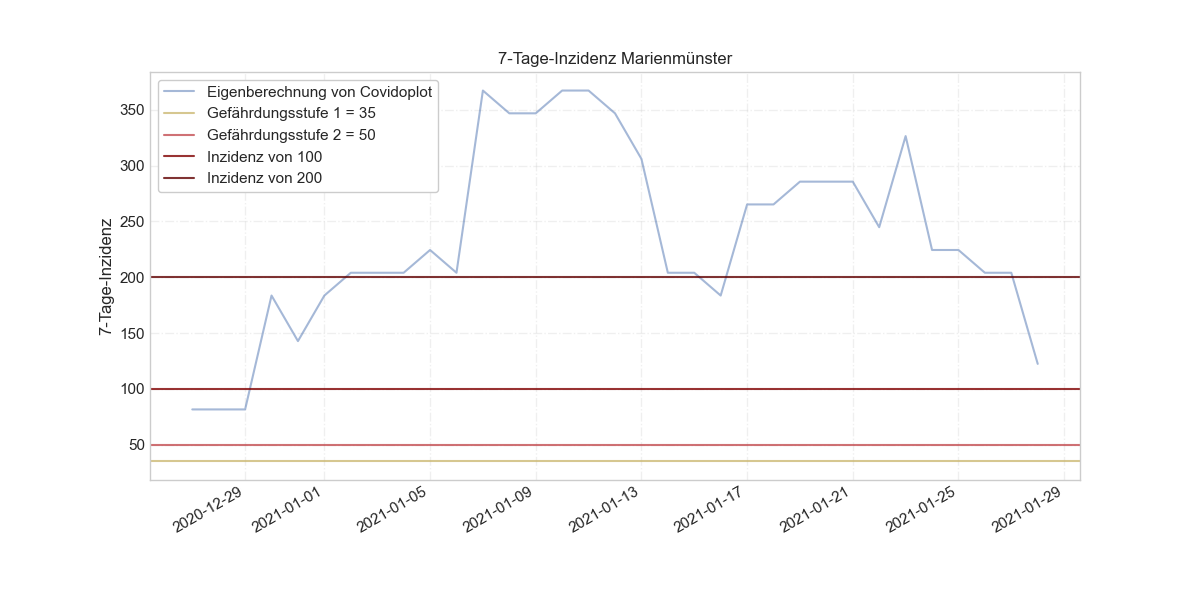 7-Tage-Inzidenz Marienmünster
Eigenberechnung von Covidoplot
Gefährdungsstufe 1 = 35
Gefährdungsstufe 2 = 50
Inzidenz von 100
Inzidenz von 200
7-Tage-Inzidenz
350
300
250
200
150
100
50
2020-12-29
2021-01-01
2021-01-05
2021-01-09
2021-01-13
2021-01-17
2021-01-21
2021-01-25
2021-01-29